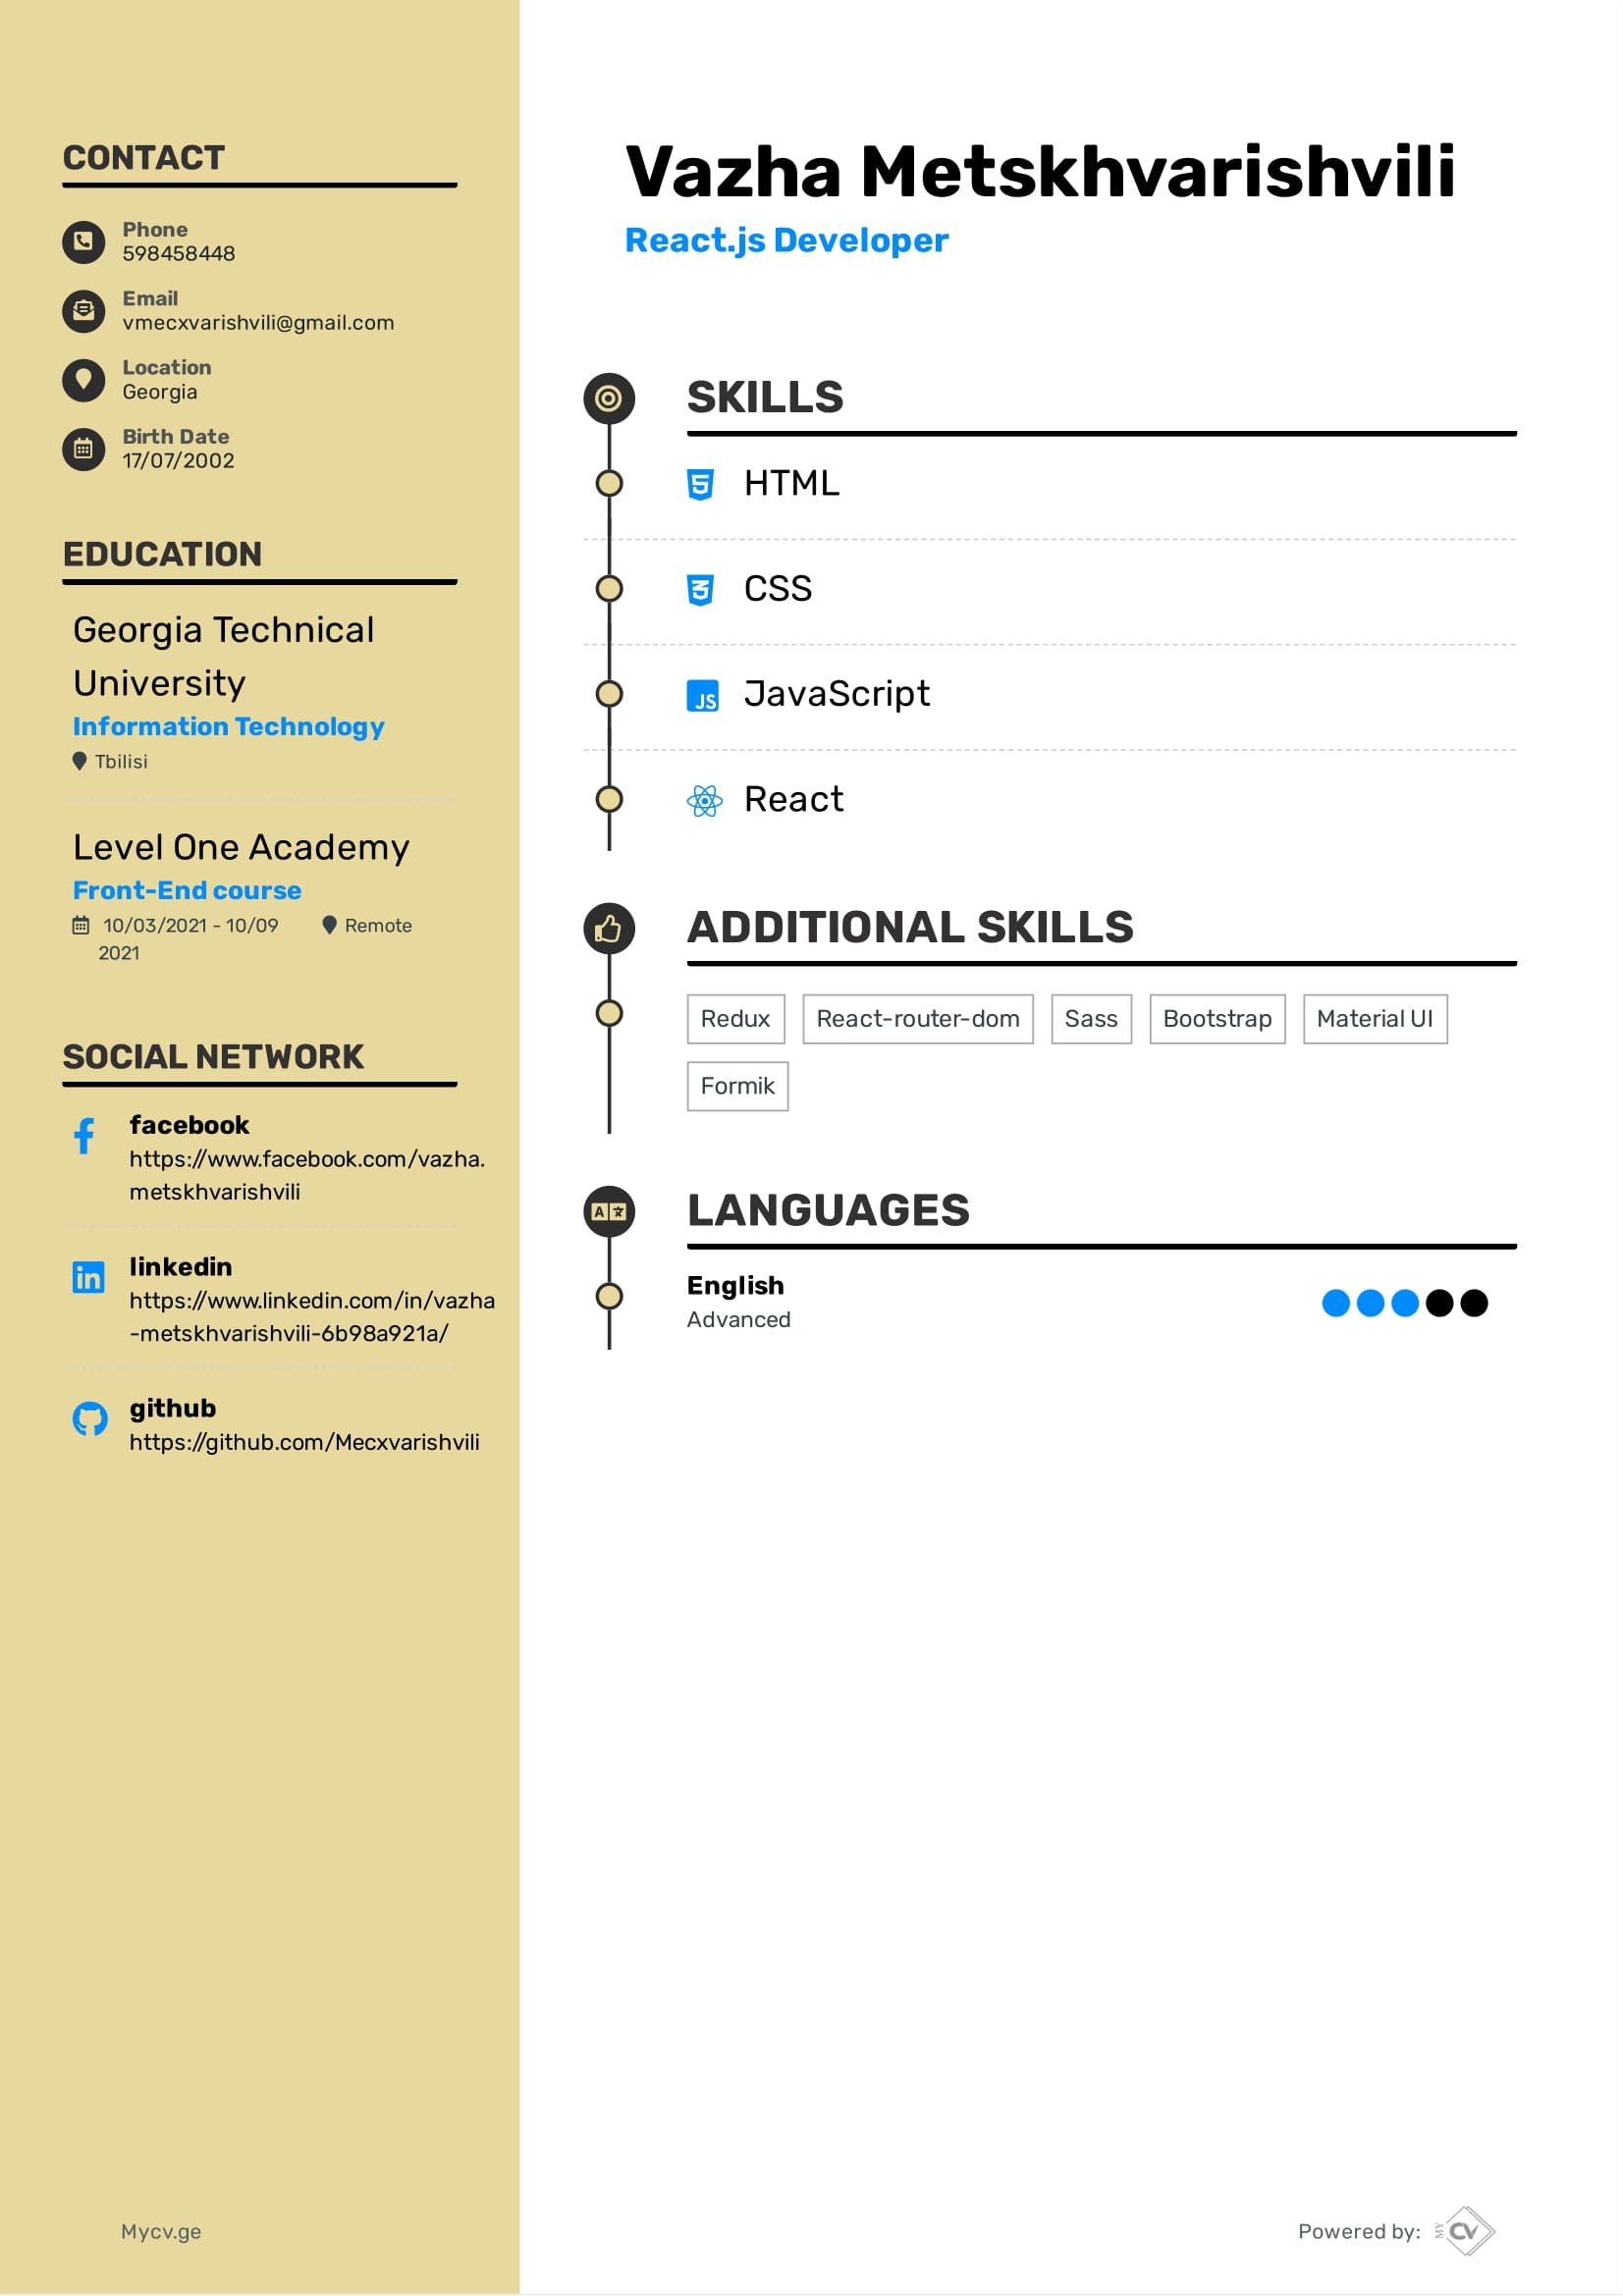 CONTACT
Phone
598458448
Email
vmecxvarishvili@gmail.com
Location
Georgia
Birth Date
17/07/2002
EDUCATION
Georgia Technical
University
Information Technology
Tbilisi
Level One Academy
Front-End course
10/03/2021 - 10/09 Remote
2021
SOCIAL NETWORK
facebook
https://www.facebook.com/vazha.
metskhvarishvili
linkedin
https://www.linkedin.com/in/vazha
-metskhvarishvili-6b98a921a/
github
https://github.com/Mecxvarishvili
Mycv.ge
Vazha Metskhvarishvili
React.js Developer
SKILLS
5 HTML
3 CSS
JS JavaScript
React
ADDITIONAL SKILLS
Redux React-router-dom Sass Bootstrap Material UI
Formik
A 文 LANGUAGES
English
Advanced
Powered by: MY CV